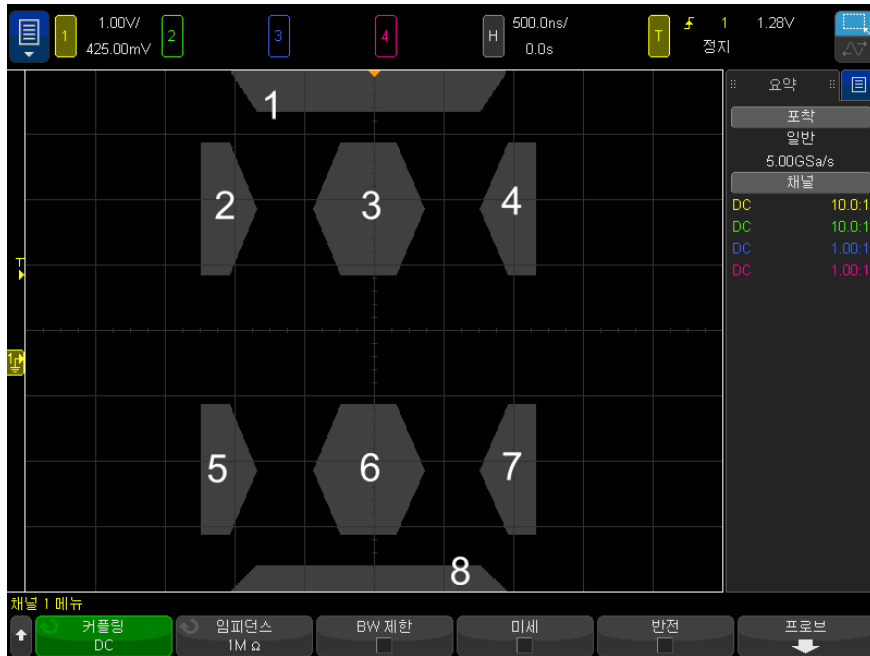 1 1.00V/ 425.00mV
2
3
4
H 500.0ns/ 0.0s
T 1 1.28V
정지
요약
포착
일반
5.00GSa/s
채널
DC 10.0:1
DC 10.0:1
DC 1.00:1
DC 1.00:1
T
1
1
2 3 4
5 6 7
8
채널 1 메뉴
커플링 DC
임피던스 1M Ω
BW 제한
미세
반전
프로브